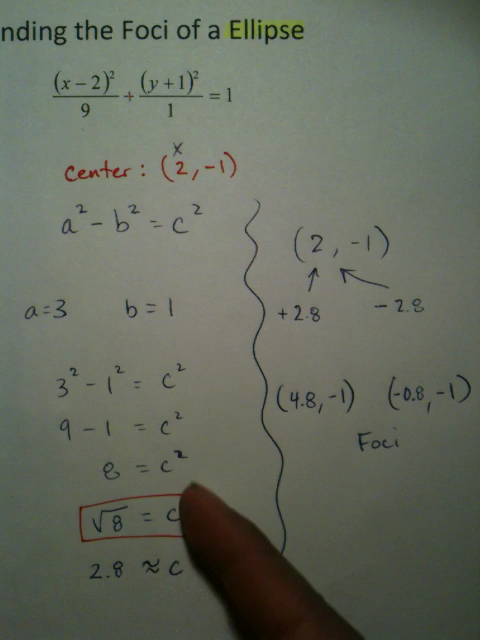 nding the Foci of a Ellipse
(x-2)²/9 + (y+1)²/1 = 1
x
center: (2, -1)
a² - b² = c²
a=3 b=1
3² - 1² = c²
9 - 1 = c²
8 = c²
√8 = c
2.8 ≈ c
(2, -1)
+2.8 -2.8
(4.8, -1) (-0.8, -1)
Foci